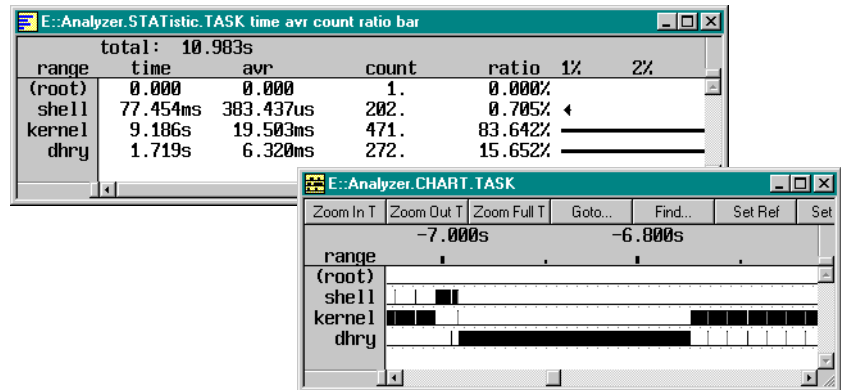 E::Analyzer.STATistic.TASK time avr count ratio bar
total: 10.983s
range time avr count ratio 1% 2%
(root) 0.000 0.000 1. 0.000%
shell 77.454ms 383.437us 202. 0.705%
kernel 9.186s 19.503ms 471. 83.642%
dhry 1.719s 6.320ms 272. 15.652%
E::Analyzer.CHART.TASK
Zoom In T Zoom Out T Zoom Full T Goto... Find... Set Ref Set
-7.000s -6.800s
range
(root)
shell
kernel
dhry